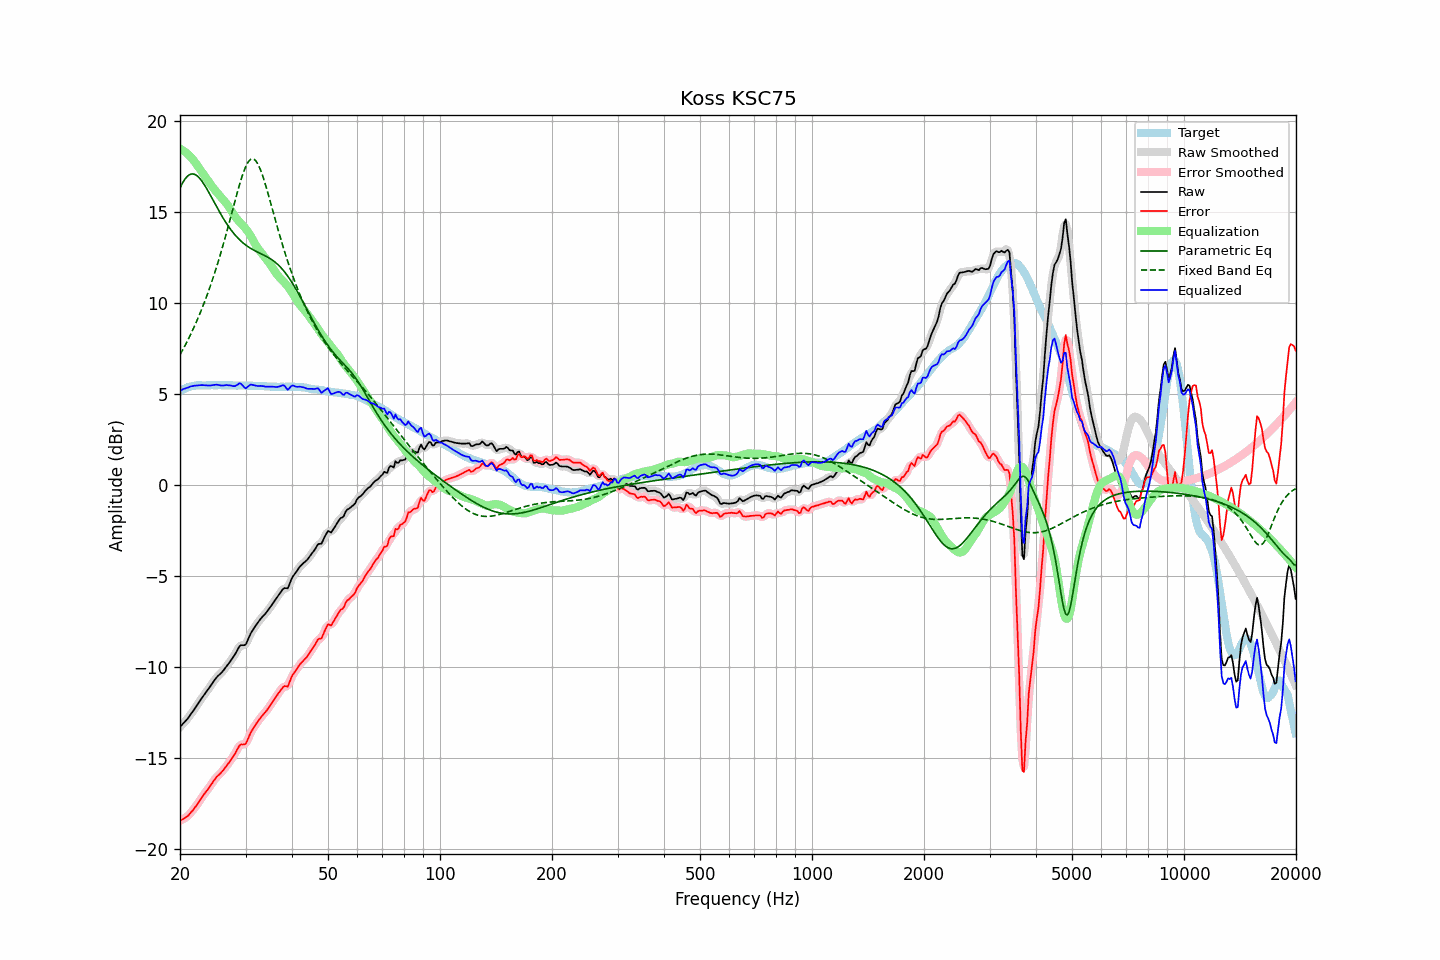 Koss KSC75
Amplitude (dBr)
20
15
10
5
0
−5
−10
−15
−20
Target
Raw Smoothed
Error Smoothed
Raw
Error
Equalization
Parametric Eq
Fixed Band Eq
Equalized
20 50 100 200 500 1000 2000 5000 10000 20000
Frequency (Hz)